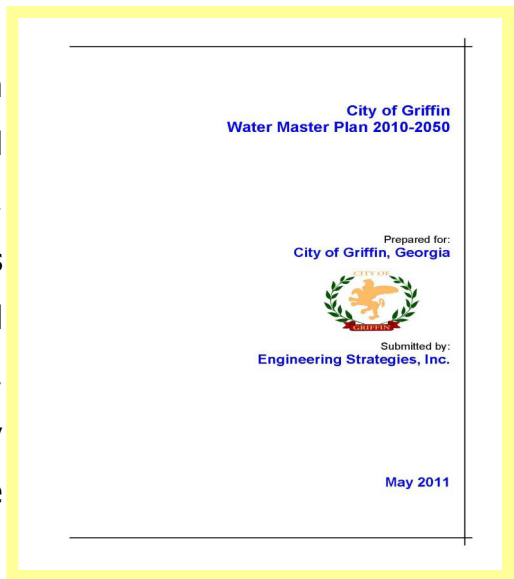 City of Griffin
Water Master Plan 2010-2050
Prepared for:
City of Griffin, Georgia
CITY OF
GRIFFIN
Submitted by:
Engineering Strategies, Inc.
May 2011